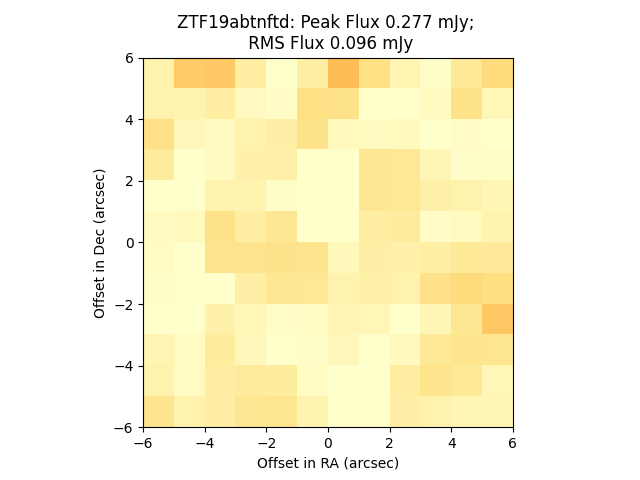 ZTF19abtnftd: Peak Flux 0.277 mJy;
RMS Flux 0.096 mJy
6
4
2
0
−2
−4
−6
Offset in Dec (arcsec)
−6 −4 −2 0 2 4 6
Offset in RA (arcsec)